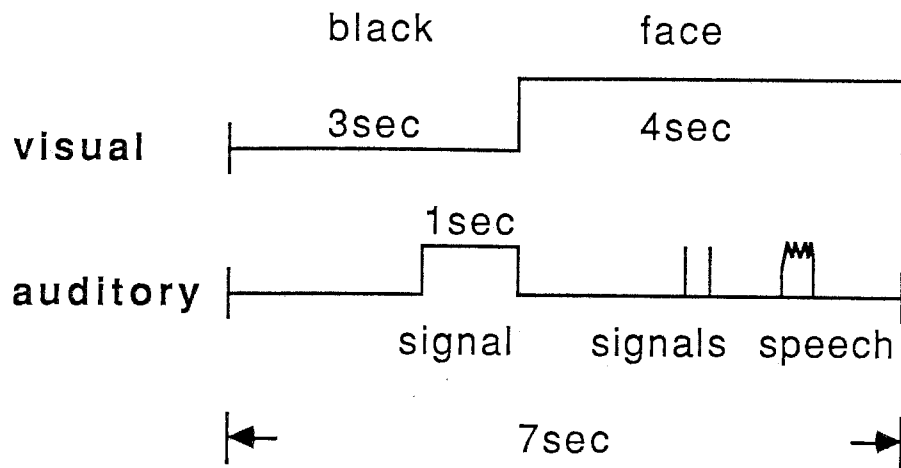 black face
3sec 4sec
visual
1sec
auditory
signal signals speech
7sec